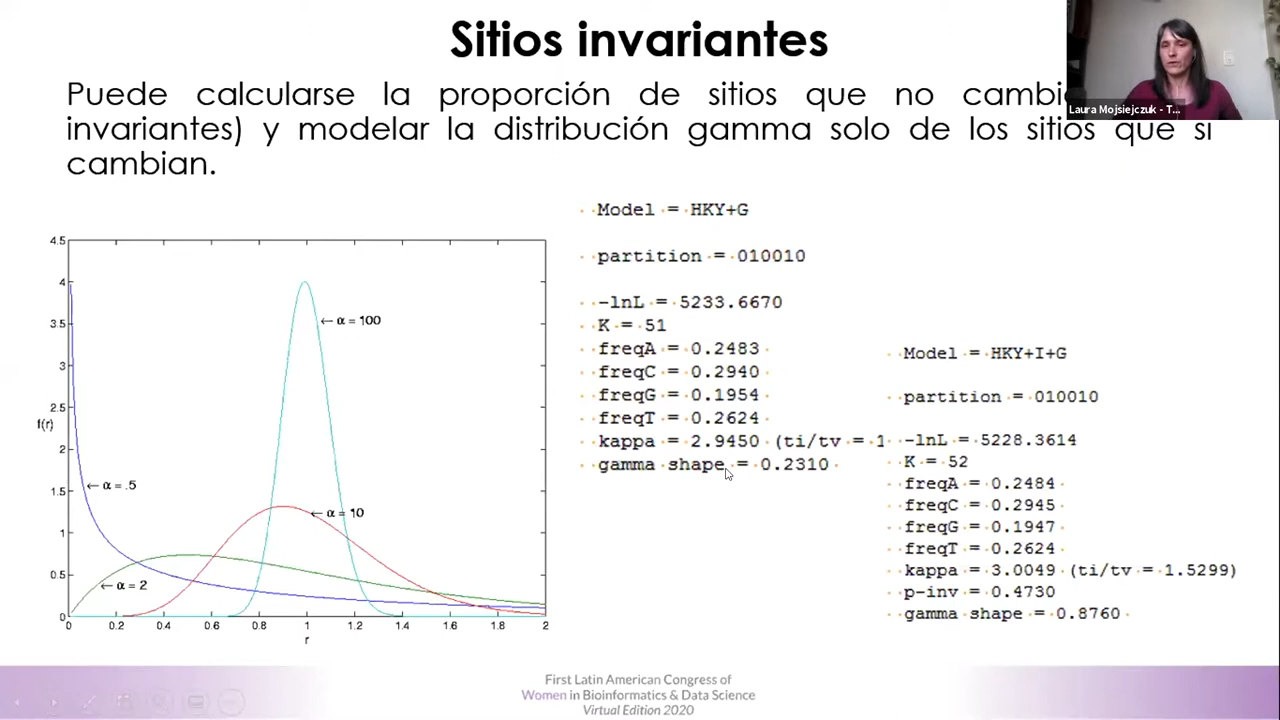 Sitios invariantes
Laura Mojsiejczuk - T...
Puede calcularse la proporción de sitios que no
invariantes) y modelar la distribución gamma solo de los sitios que sí
cambian.
Model = HKY+G
partition = 010010
-lnL = 5233.6670
K = 51
freqA = 0.2483
freqC = 0.2940
freqG = 0.1954
freqT = 0.2624
kappa = 2.9450 (ti/tv = 1
gamma shape = 0.2310
Model = HKY+I+G
partition = 010010
-lnL = 5228.3614
K = 52
freqA = 0.2484
freqC = 0.2945
freqG = 0.1947
freqT = 0.2624
kappa = 3.0049 (ti/tv = 1.5299)
p-inv = 0.4730
gamma shape = 0.8760
4.5
4
3.5
3
2.5
2
1.5
1
0.5
0
f(r)
← α = 100
← α = .5
← α = 10
← α = 2
0 0.2 0.4 0.6 0.8 1 1.2 1.4 1.6 1.8 2
r
First Latin American Congress of
Women in Bioinformatics & Data Science
Virtual Edition 2020